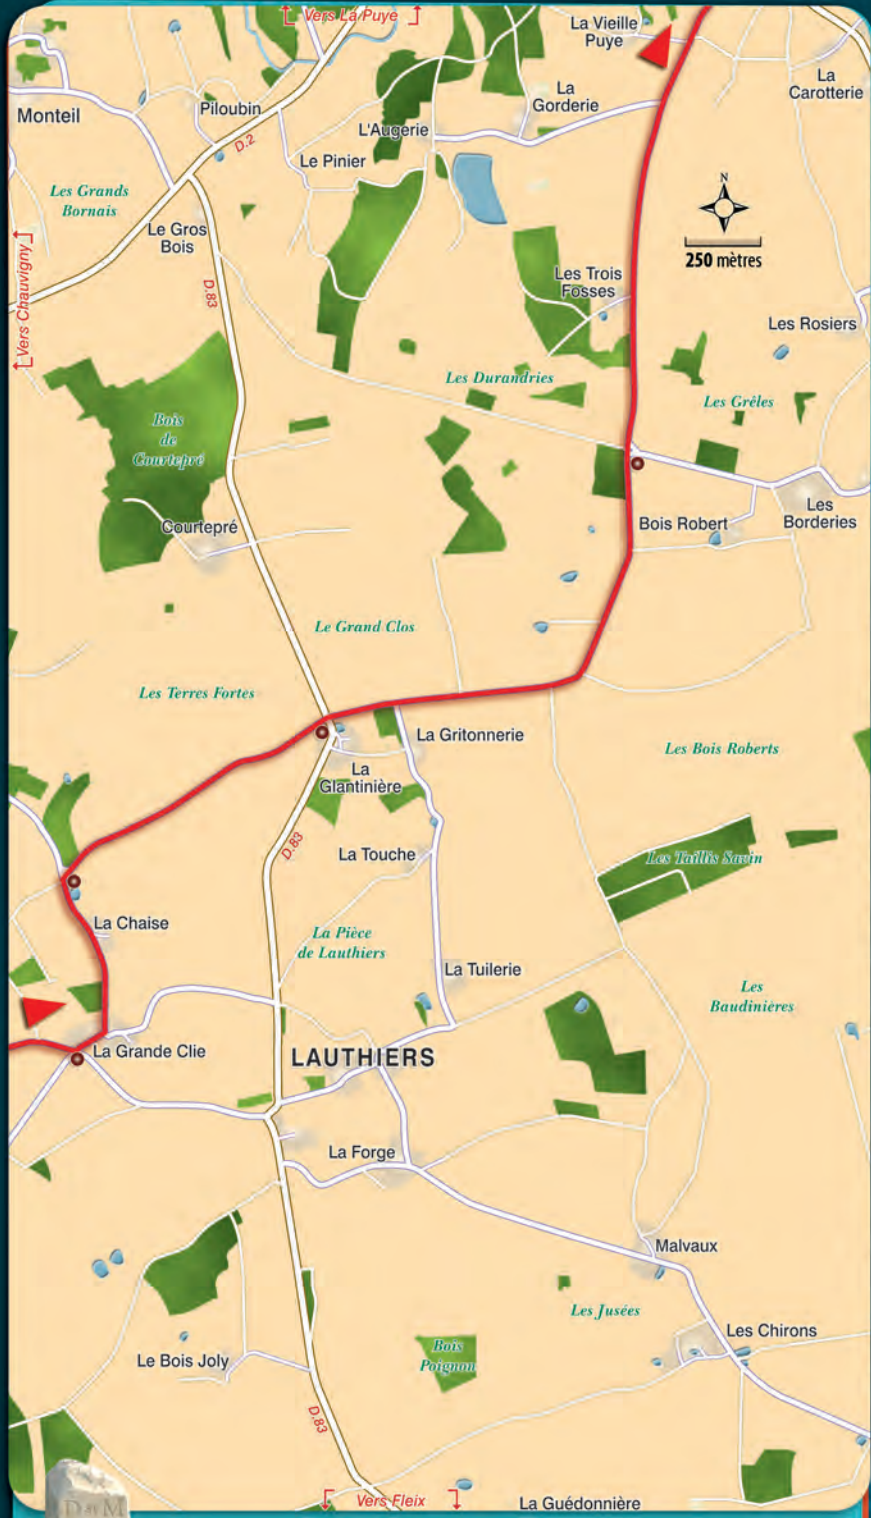 Vers La Puye
La Vieille
Puye
La
Carotterie
La
Gorderie
Monteil
Piloubin
L'Augerie
D.2
Le Pinier
Les Grands
Bornais
N
Le Gros
Bois
250 mètres
Vers Chauvigny
D.83
Les Trois
Fosses
Les Rosiers
Les Durandries
Les Grêles
Bois
de
Courtepré
Courtepré
Bois Robert
Les
Borderies
Le Grand Clos
Les Terres Fortes
La Gritonnerie
Les Bois Roberts
La
Glantinière
D.83
La Touche
Les Taillis Savin
La Chaise
La Pièce
de Lauthiers
La Tuilerie
Les
Baudinières
La Grande Clie
LAUTHIERS
La Forge
Malvaux
Les Jusées
Les Chirons
Le Bois Joly
Bois
Poignon
D.83
Vers Fleix
La Guédonnière
D et M